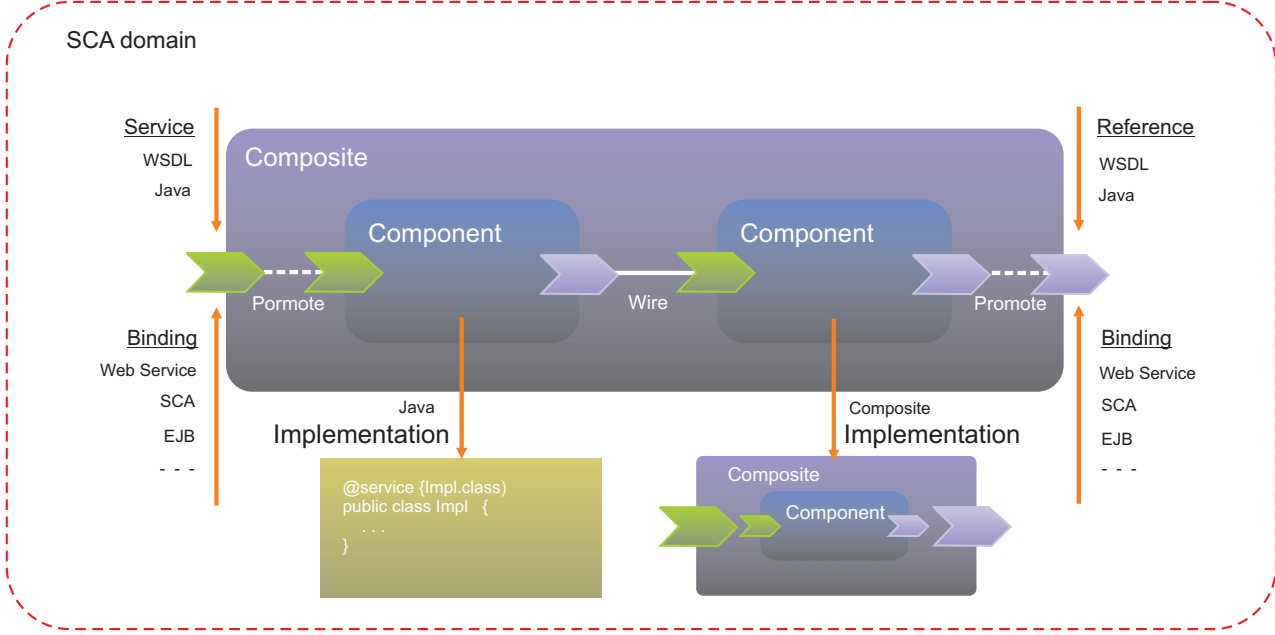 SCA domain
Service
WSDL
Java
Reference
WSDL
Java
Composite
Component
Component
Pormote
Wire
Promote
Binding
Web Service
SCA
EJB
- - -
Binding
Web Service
SCA
EJB
- - -
Java
Implementation
Composite
Implementation
@service {Impl.class)
public class Impl {
. . .
}
Composite
Component